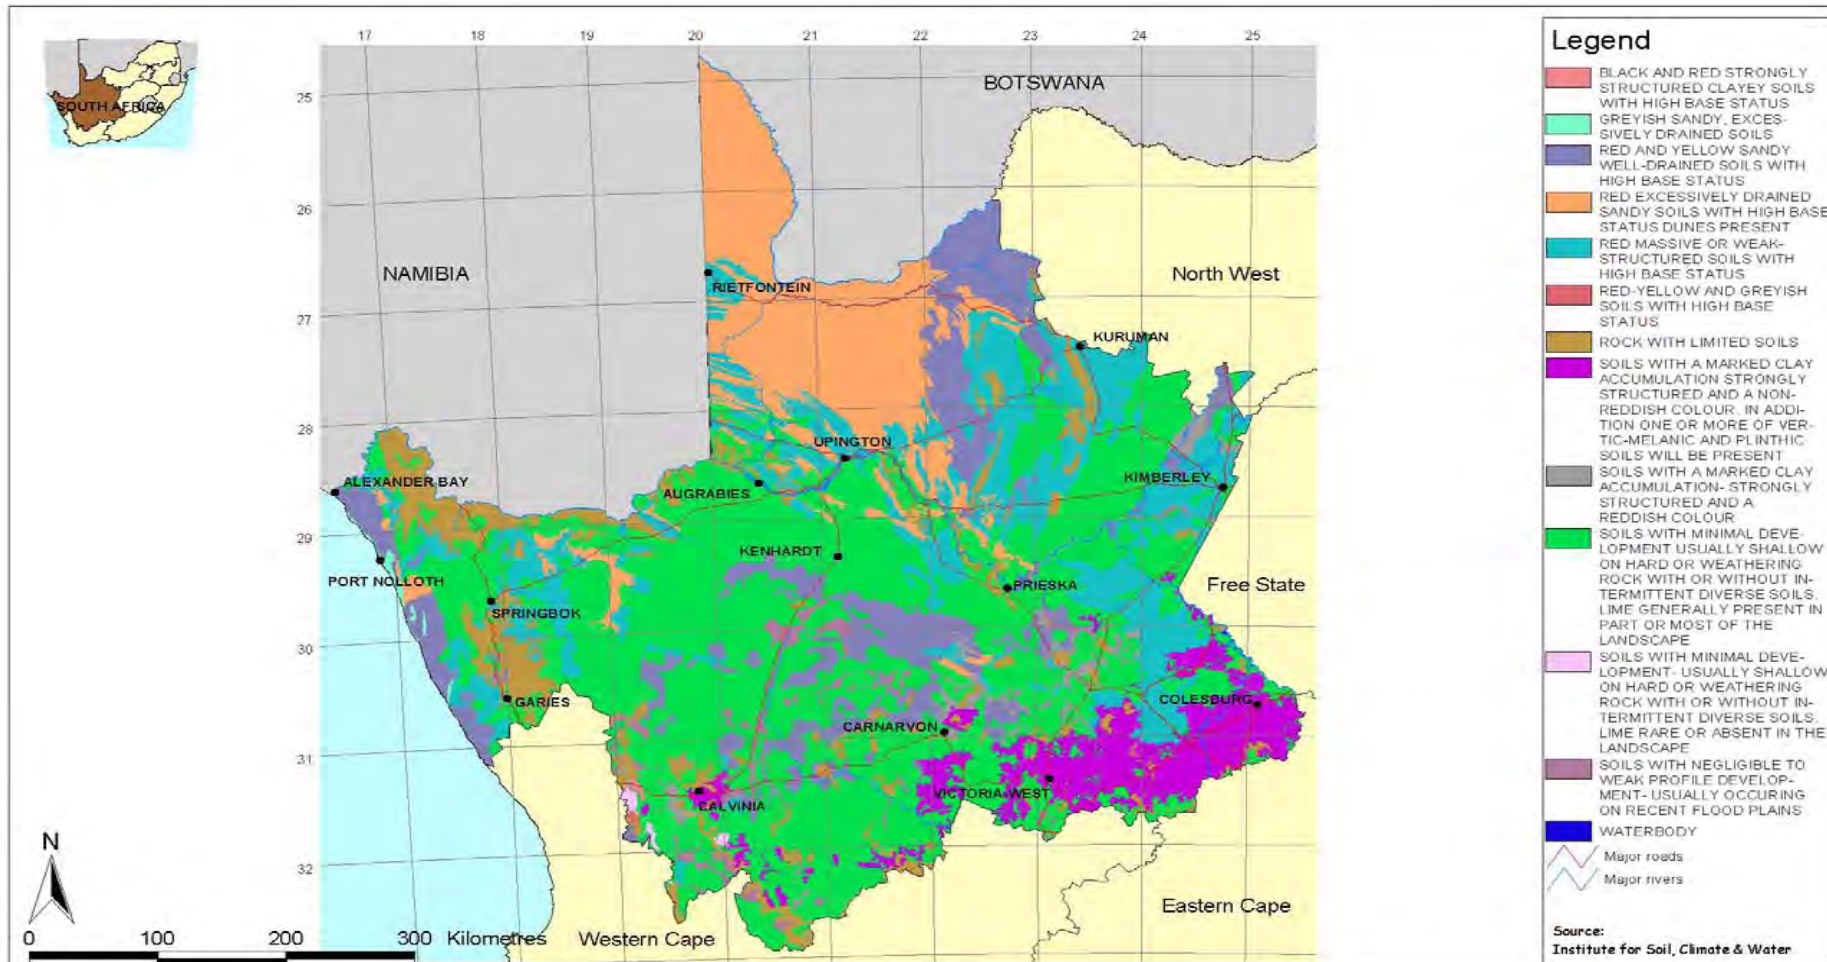 17 18 19 20 21 22 23 24 25
25
26
27
28
29
30
31
32
SOUTH AFRICA
BOTSWANA
NAMIBIA
North West
RIETFONTEIN
KURUMAN
UPINGTON
ALEXANDER BAY
AUGRABIES
KIMBERLEY
KENHARDT
PORT NOLLOTH
PRIESKA
Free State
SPRINGBOK
GARIES
COLESBURG
CARNARVON
VICTORIA WEST
CALVINIA
Eastern Cape
Western Cape
N
0 100 200 300 Kilometres
Legend
BLACK AND RED STRONGLY
STRUCTURED CLAYEY SOILS
WITH HIGH BASE STATUS
GREYISH SANDY, EXCES-
SIVELY DRAINED SOILS
RED AND YELLOW SANDY
WELL-DRAINED SOILS WITH
HIGH BASE STATUS
RED EXCESSIVELY DRAINED
SANDY SOILS WITH HIGH BASE
STATUS DUNES PRESENT
RED MASSIVE OR WEAK-
STRUCTURED SOILS WITH
HIGH BASE STATUS
RED-YELLOW AND GREYISH
SOILS WITH HIGH BASE
STATUS
ROCK WITH LIMITED SOILS
SOILS WITH A MARKED CLAY
ACCUMULATION STRONGLY
STRUCTURED AND A NON-
REDDISH COLOUR. IN ADDI-
TION ONE OR MORE OF VER-
TIC-MELANIC AND PLINTHIC
SOILS WILL BE PRESENT
SOILS WITH A MARKED CLAY
ACCUMULATION- STRONGLY
STRUCTURED AND A
REDDISH COLOUR
SOILS WITH MINIMAL DEVE-
LOPMENT USUALLY SHALLOW
ON HARD OR WEATHERING
ROCK WITH OR WITHOUT IN-
TERMITTENT DIVERSE SOILS.
LIME GENERALLY PRESENT IN
PART OR MOST OF THE
LANDSCAPE
SOILS WITH MINIMAL DEVE-
LOPMENT- USUALLY SHALLOW
ON HARD OR WEATHERING
ROCK WITH OR WITHOUT IN-
TERMITTENT DIVERSE SOILS.
LIME RARE OR ABSENT IN THE
LANDSCAPE
SOILS WITH NEGLIGIBLE TO
WEAK PROFILE DEVELOP-
MENT- USUALLY OCCURING
ON RECENT FLOOD PLAINS
WATERBODY
Major roads
Major rivers
Source:
Institute for Soil, Climate & Water